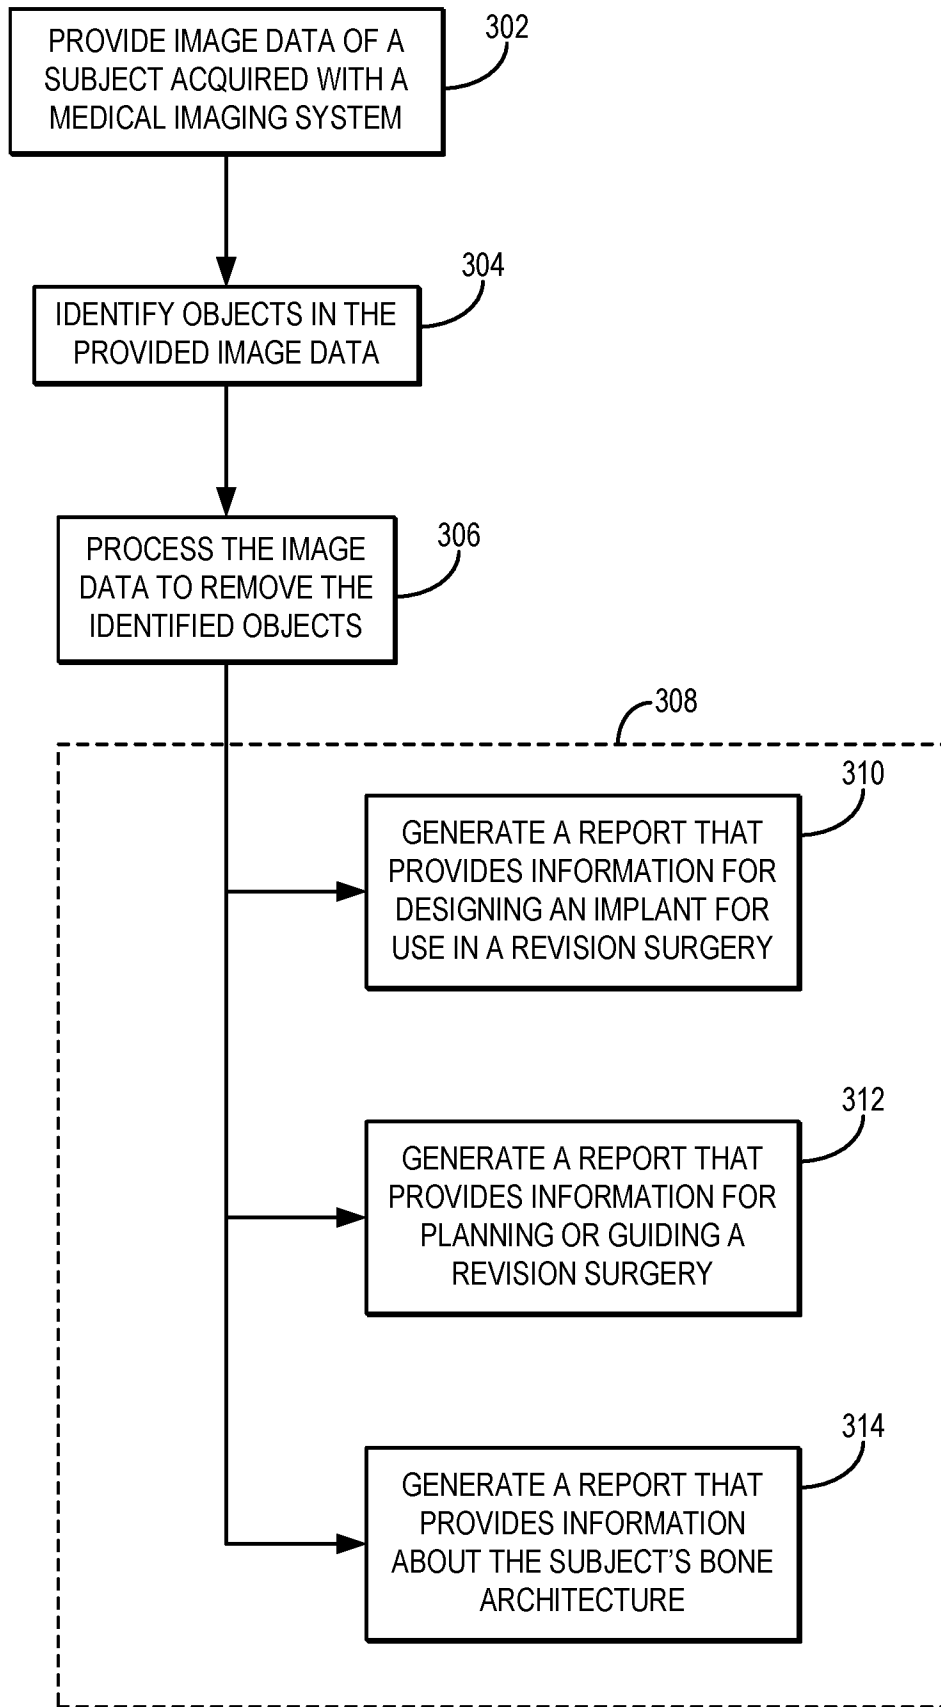 PROVIDE IMAGE DATA OF A
SUBJECT ACQUIRED WITH A
MEDICAL IMAGING SYSTEM
302
304
IDENTIFY OBJECTS IN THE
PROVIDED IMAGE DATA
306
PROCESS THE IMAGE
DATA TO REMOVE THE
IDENTIFIED OBJECTS
308
310
GENERATE A REPORT THAT
PROVIDES INFORMATION FOR
DESIGNING AN IMPLANT FOR
USE IN A REVISION SURGERY
312
GENERATE A REPORT THAT
PROVIDES INFORMATION FOR
PLANNING OR GUIDING A
REVISION SURGERY
314
GENERATE A REPORT THAT
PROVIDES INFORMATION
ABOUT THE SUBJECT'S BONE
ARCHITECTURE